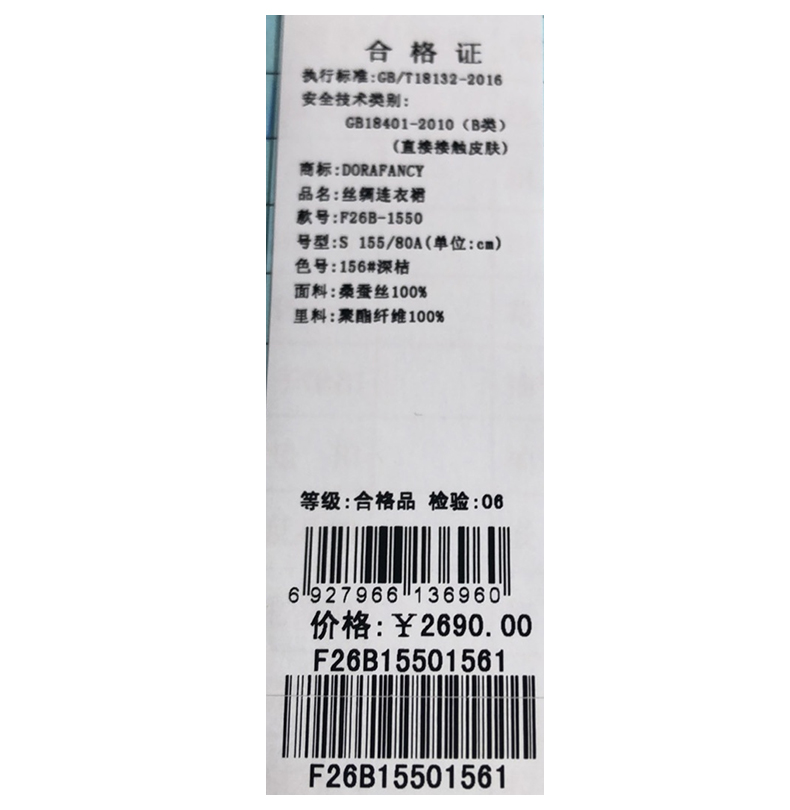 合格证
执行标准:GB/T18132-2016
安全技术类别:
GB18401-2010（B类）
(直接接触皮肤)
商标:DORAFANCY
品名:丝绸连衣裙
款号:F26B-1550
号型:S 155/80A(单位:cm)
色号:156#深桔
面料:桑蚕丝100%
里料:聚酯纤维100%
等级:合格品 检验:06
6 927966 136960
价格:￥2690.00
F26B15501561
F26B15501561